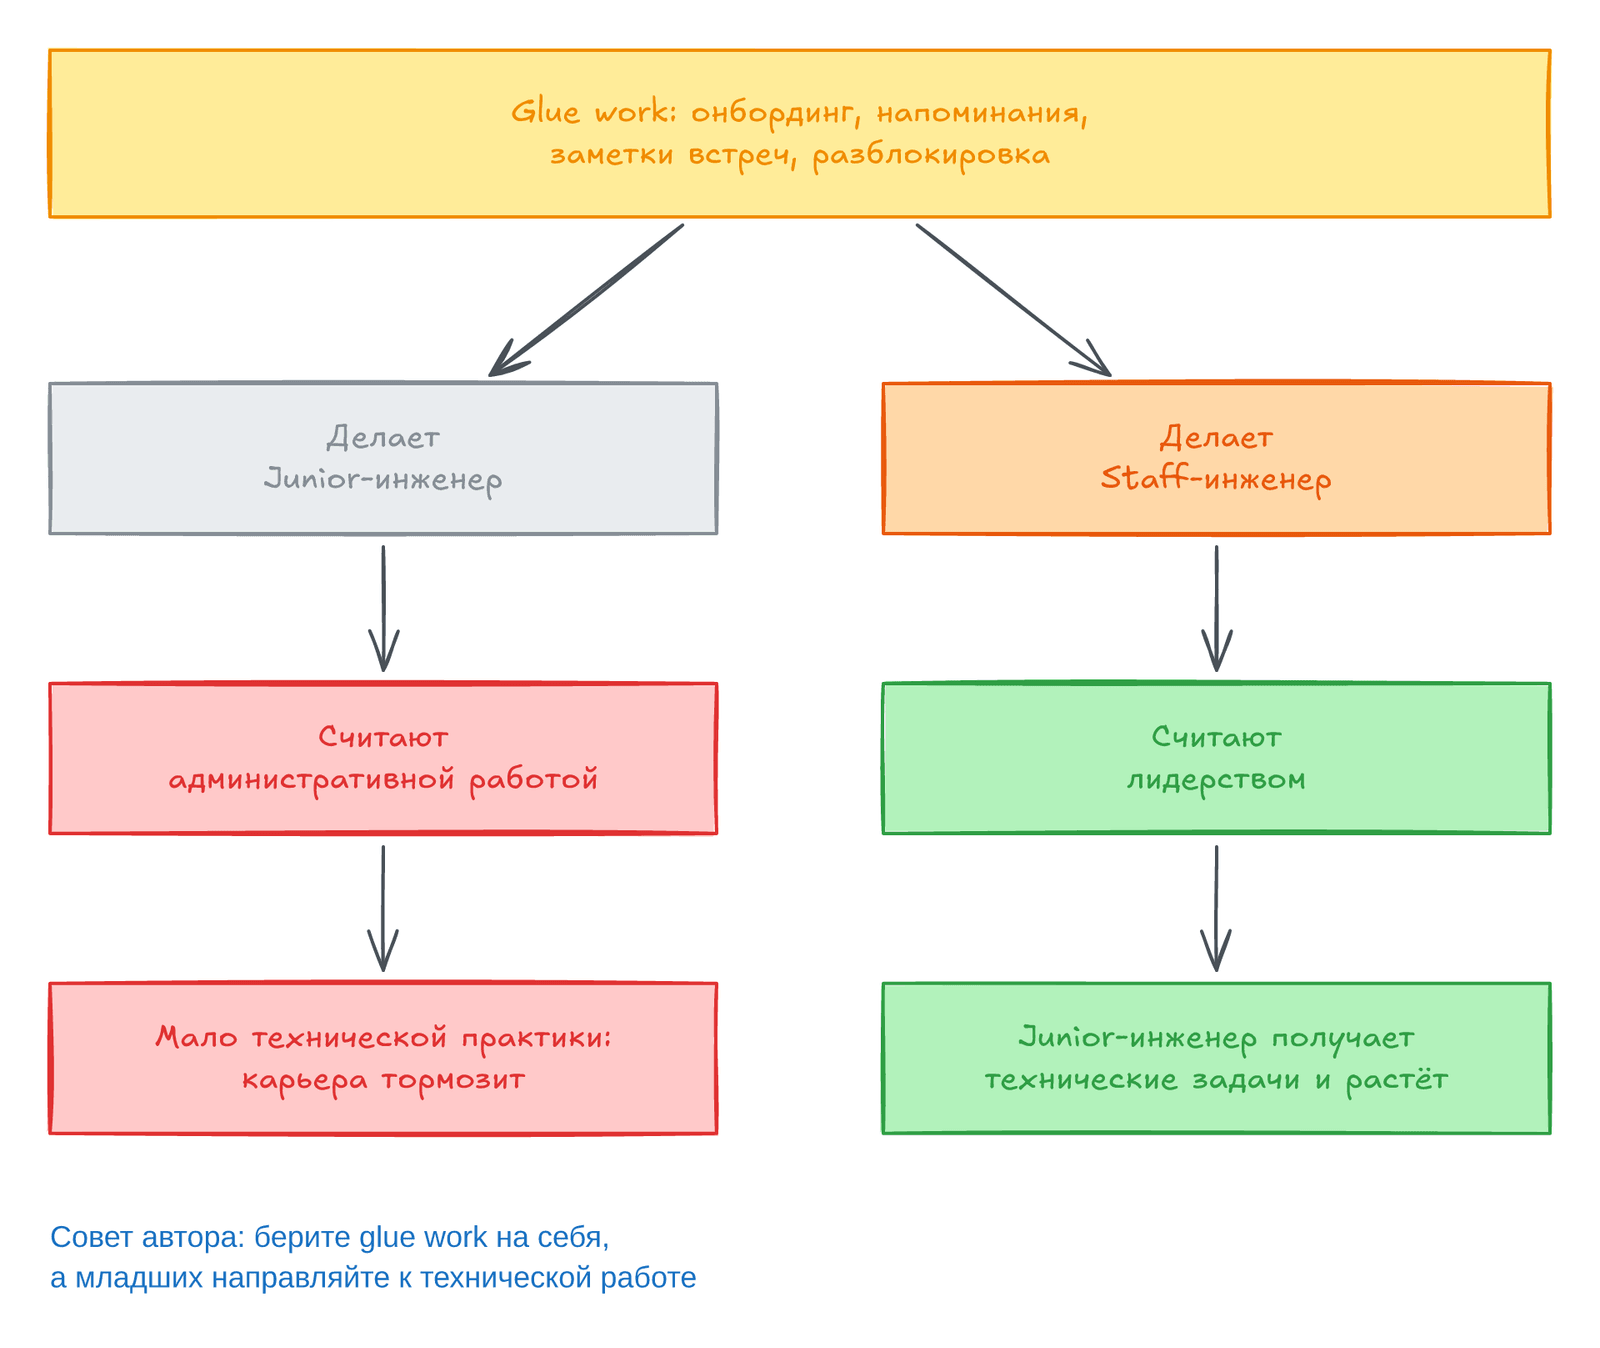 Glue work: онбординг, напоминания,
заметки встреч, разблокировка
Делает
Junior-инженер
Делает
Staff-инженер
Считают
административной работой
Считают
лидерством
Мало технической практики:
карьера тормозит
Junior-инженер получает
технические задачи и растёт
Совет автора: берите glue work на себя,
а младших направляйте к технической работе